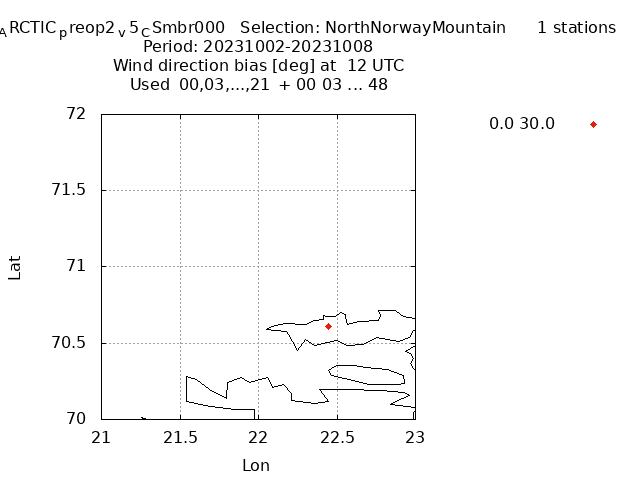 ARCTIC preop2 v 5 CSmbr000 Selection: NorthNorwayMountain 1 stations
Period: 20231002-20231008
Wind direction bias [deg] at 12 UTC
Used 00,03,...,21 + 00 03 ... 48
0.0 30.0
72
71.5
71
70.5
70
Lat
21 21.5 22 22.5 23
Lon